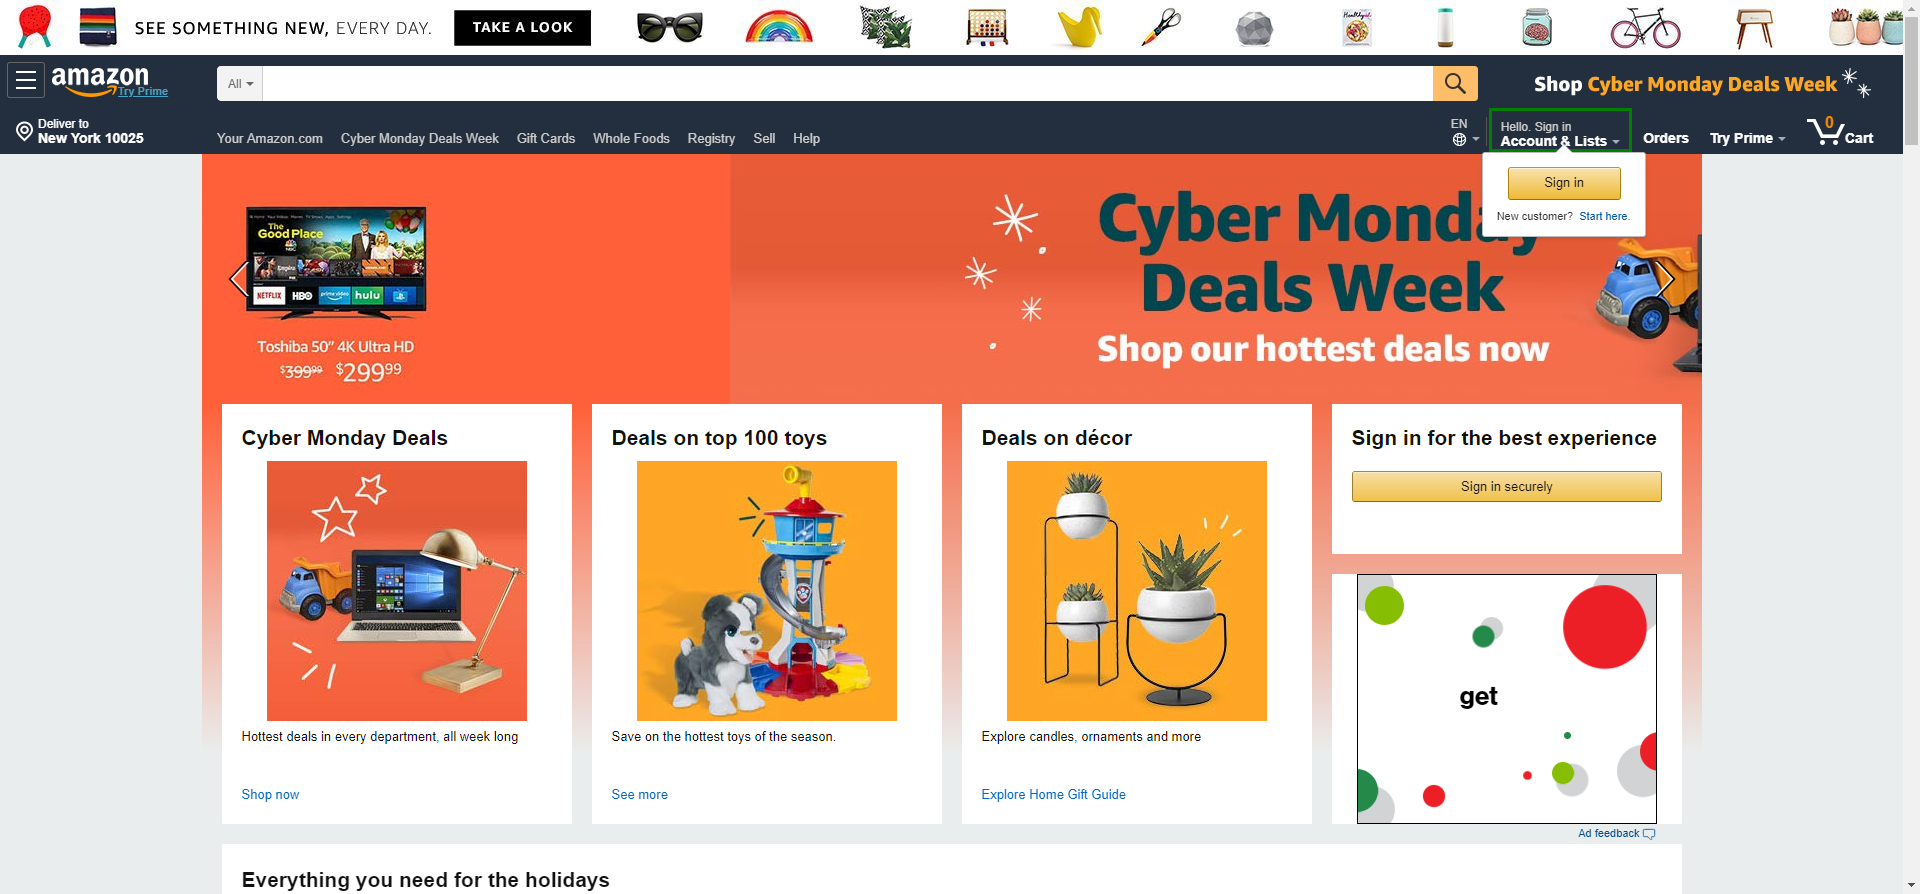 SEE SOMETHING NEW, EVERY DAY.
TAKE A LOOK
amazon
Try Prime
All
Shop Cyber Monday Deals Week
Deliver to
New York 10025
Your Amazon.com
Cyber Monday Deals Week
Gift Cards
Whole Foods
Registry
Sell
Help
EN
Hello. Sign in
Account & Lists
Orders
Try Prime
0
Cart
Sign in
New customer? Start here.
The
Good Place
NBC
NETFLIX
HBO
prime video
hulu
Toshiba 50” 4K Ultra HD
$39999 $29999
Cyber Monday
Deals Week
Shop our hottest deals now
Cyber Monday Deals
Hottest deals in every department, all week long
Shop now
Deals on top 100 toys
Save on the hottest toys of the season.
See more
Deals on décor
Explore candles, ornaments and more
Explore Home Gift Guide
Sign in for the best experience
Sign in securely
get
Ad feedback
Everything you need for the holidays